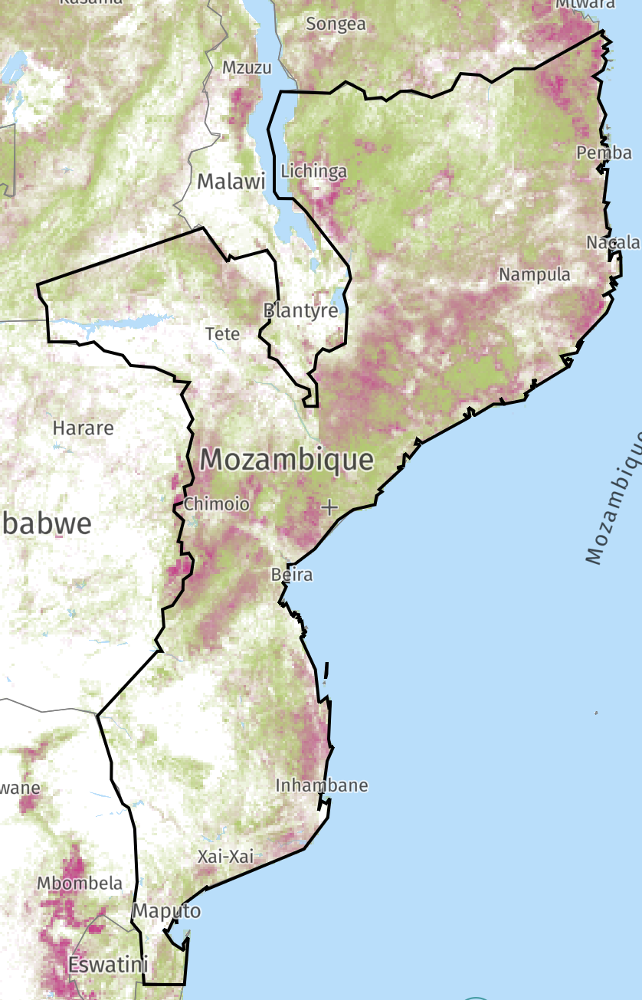 Kasama
Mtwara
Songea
Mzuzu
Pemba
Lichinga
Malawi
Nacala
Nampula
Blantyre
Tete
Harare
Mozambique
Chimoio
babwe
Mozambique
Beira
Inhambane
wane
Xai-Xai
Mbombela
Maputo
Eswatini